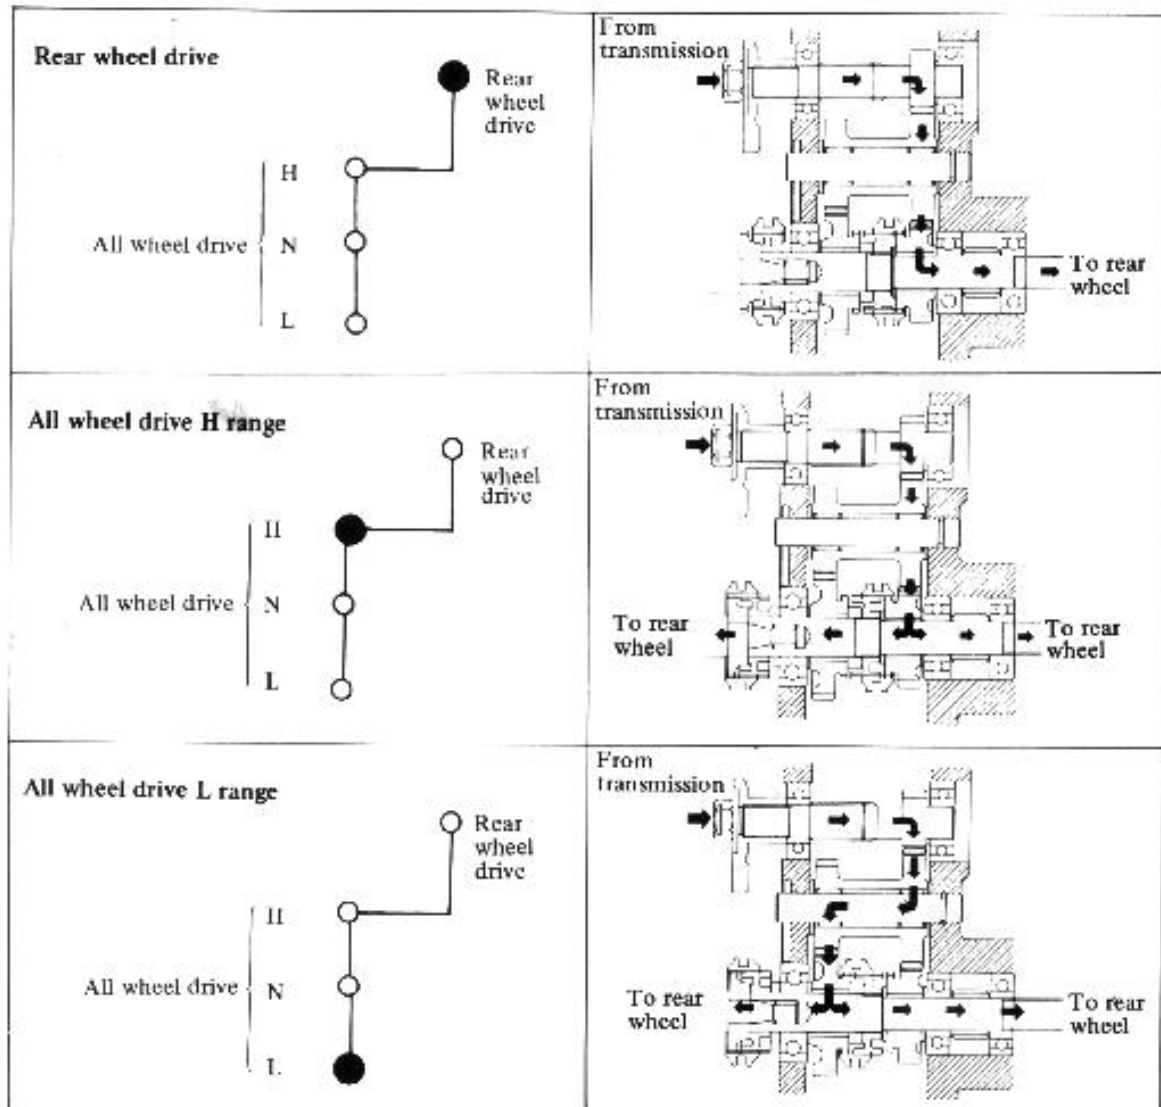 Rear wheel drive
Rear
wheel
drive
H
All wheel drive
N
L
From
transmission
To rear
wheel
All wheel drive H range
Rear
wheel
drive
H
All wheel drive
N
L
From
transmission
To rear
wheel
To rear
wheel
All wheel drive L range
Rear
wheel
drive
H
All wheel drive
N
L
From
transmission
To rear
wheel
To rear
wheel